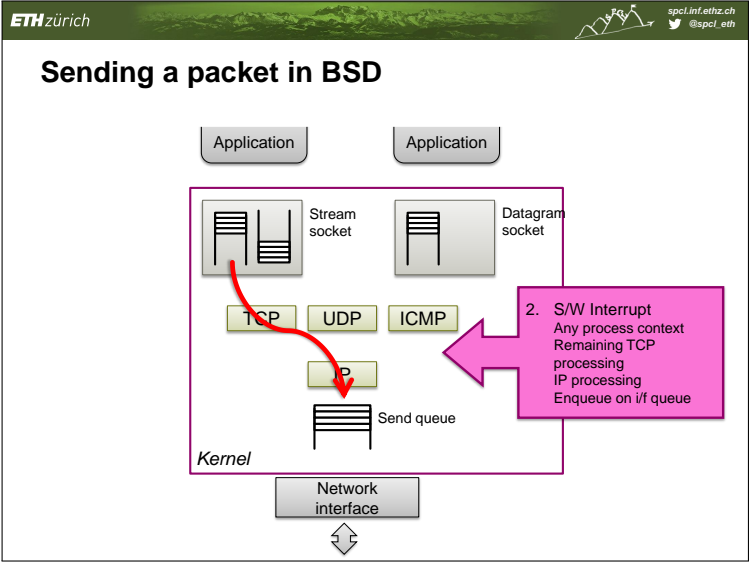 ETH zürich
spcl.inf.ethz.ch
@spcl_eth
Sending a packet in BSD
Application
Application
Stream
socket
Datagram
socket
TCP
UDP
ICMP
2. S/W Interrupt
Any process context
Remaining TCP
processing
IP processing
Enqueue on i/f queue
IP
Send queue
Kernel
Network
interface